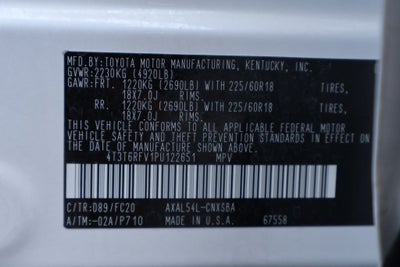 MFD.BY:TOYOTA MOTOR MANUFACTURING, KENTUCKY, INC.
GVWR:2230KG (4920LB)
GAWR:FRT. 1220KG (2690LB) WITH 225/60R18 TIRES,
18X7.0J RIMS,
RR. 1220KG (2690LB) WITH 225/60R18 TIRES,
18X7.0J RIMS,
THIS VEHICLE CONFORMS TO ALL APPLICABLE FEDERAL MOTOR
VEHICLE SAFETY AND THEFT PREVENTION STANDARDS IN EFFECT ON
THE DATE OF MANUFACTURE SHOWN ABOVE.
4T3T6RFV1PU122651 MPV
C/TR:D89/FC20 AXAL54L-CNXSBA
A/TM:-02A/P710 MADE IN U.S.A. 67558